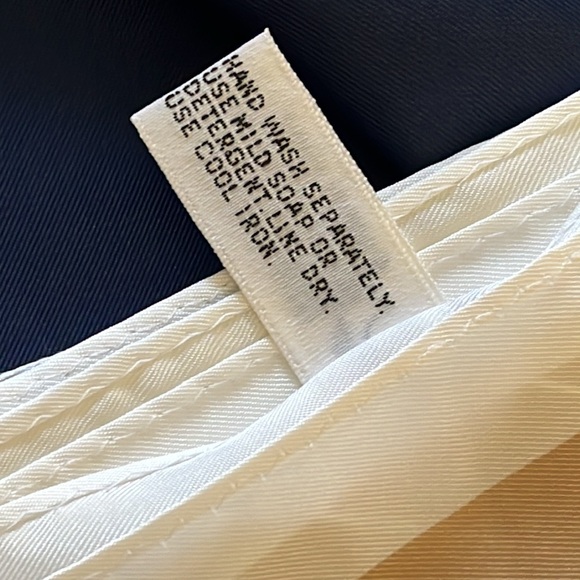 HAND WASH SEPARATELY.
USE MILD SOAP OR
DETERGENT LINE DRY.
USE COOL IRON.